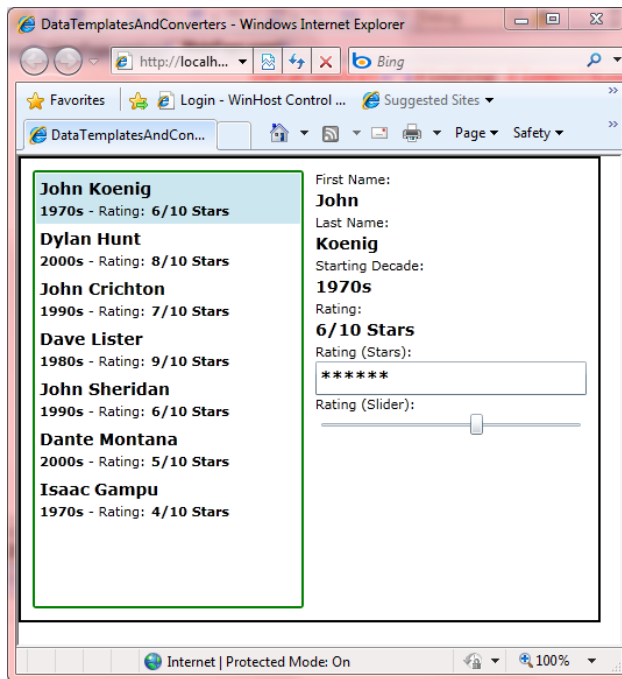 DataTemplatesAndConverters - Windows Internet Explorer
http://localh...
Bing
Favorites
Login - WinHost Control ...
Suggested Sites
DataTemplatesAndCon...
Page
Safety
John Koenig
1970s - Rating: 6/10 Stars
Dylan Hunt
2000s - Rating: 8/10 Stars
John Crichton
1990s - Rating: 7/10 Stars
Dave Lister
1980s - Rating: 9/10 Stars
John Sheridan
1990s - Rating: 6/10 Stars
Dante Montana
2000s - Rating: 5/10 Stars
Isaac Gampu
1970s - Rating: 4/10 Stars
First Name:
John
Last Name:
Koenig
Starting Decade:
1970s
Rating:
6/10 Stars
Rating (Stars):
******
Rating (Slider):
Internet | Protected Mode: On
100%